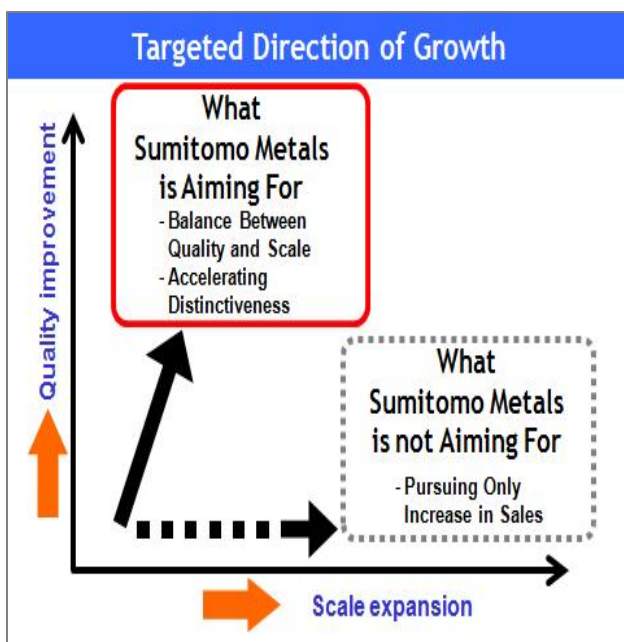 Targeted Direction of Growth
What
Sumitomo Metals
is Aiming For
- Balance Between
Quality and Scale
- Accelerating
Distinctiveness
Quality improvement
What
Sumitomo Metals
is not Aiming For
- Pursuing Only
Increase in Sales
Scale expansion